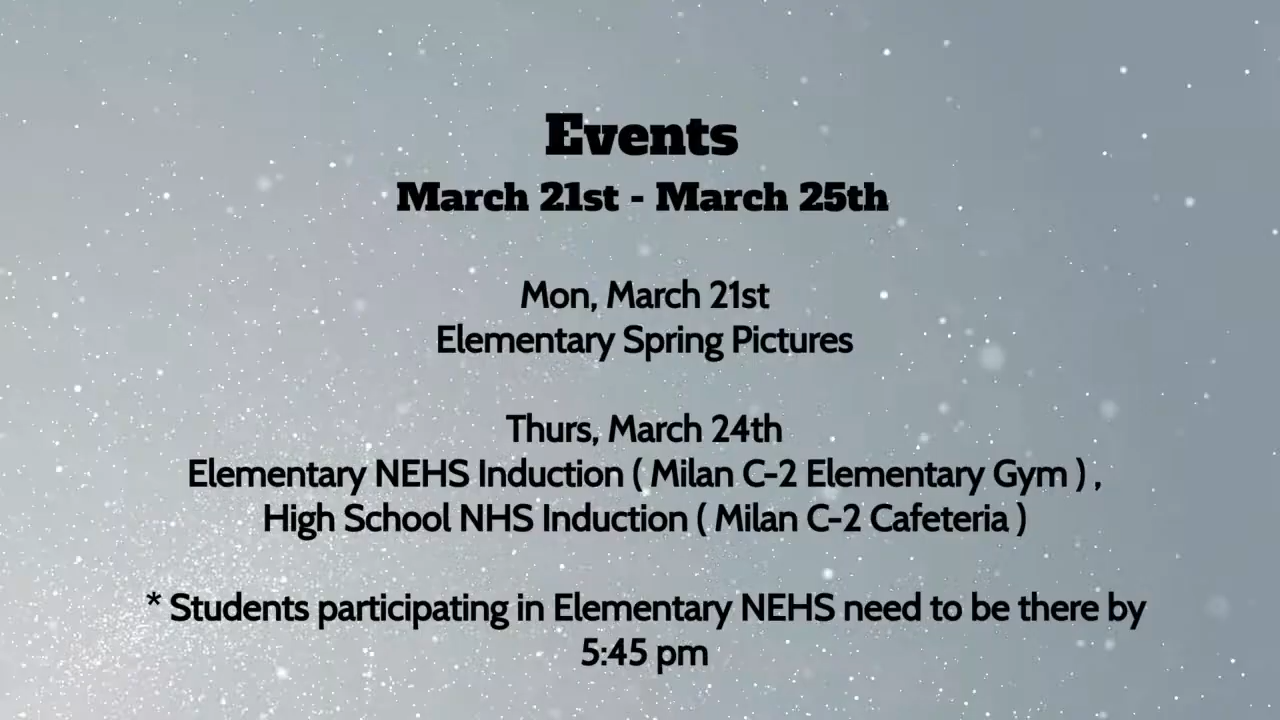 Events
March 21st - March 25th
Mon, March 21st
Elementary Spring Pictures
Thurs, March 24th
Elementary NEHS Induction ( Milan C-2 Elementary Gym ) ,
High School NHS Induction ( Milan C-2 Cafeteria )
* Students participating in Elementary NEHS need to be there by
5:45 pm